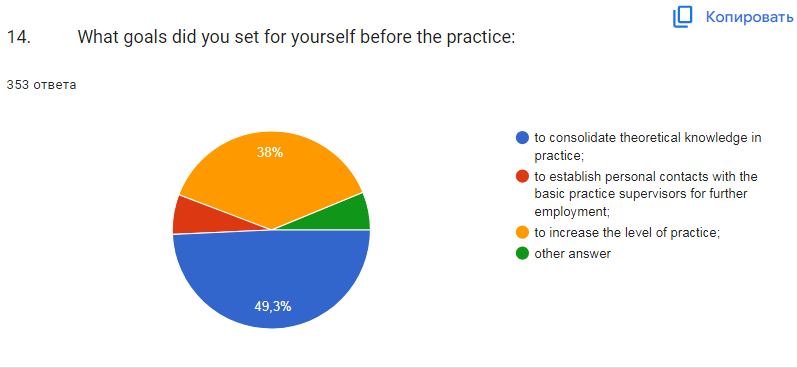 Копировать
14. What goals did you set for yourself before the practice:
353 ответа
38%
49,3%
to consolidate theoretical knowledge in
practice;
to establish personal contacts with the
basic practice supervisors for further
employment;
to increase the level of practice;
other answer